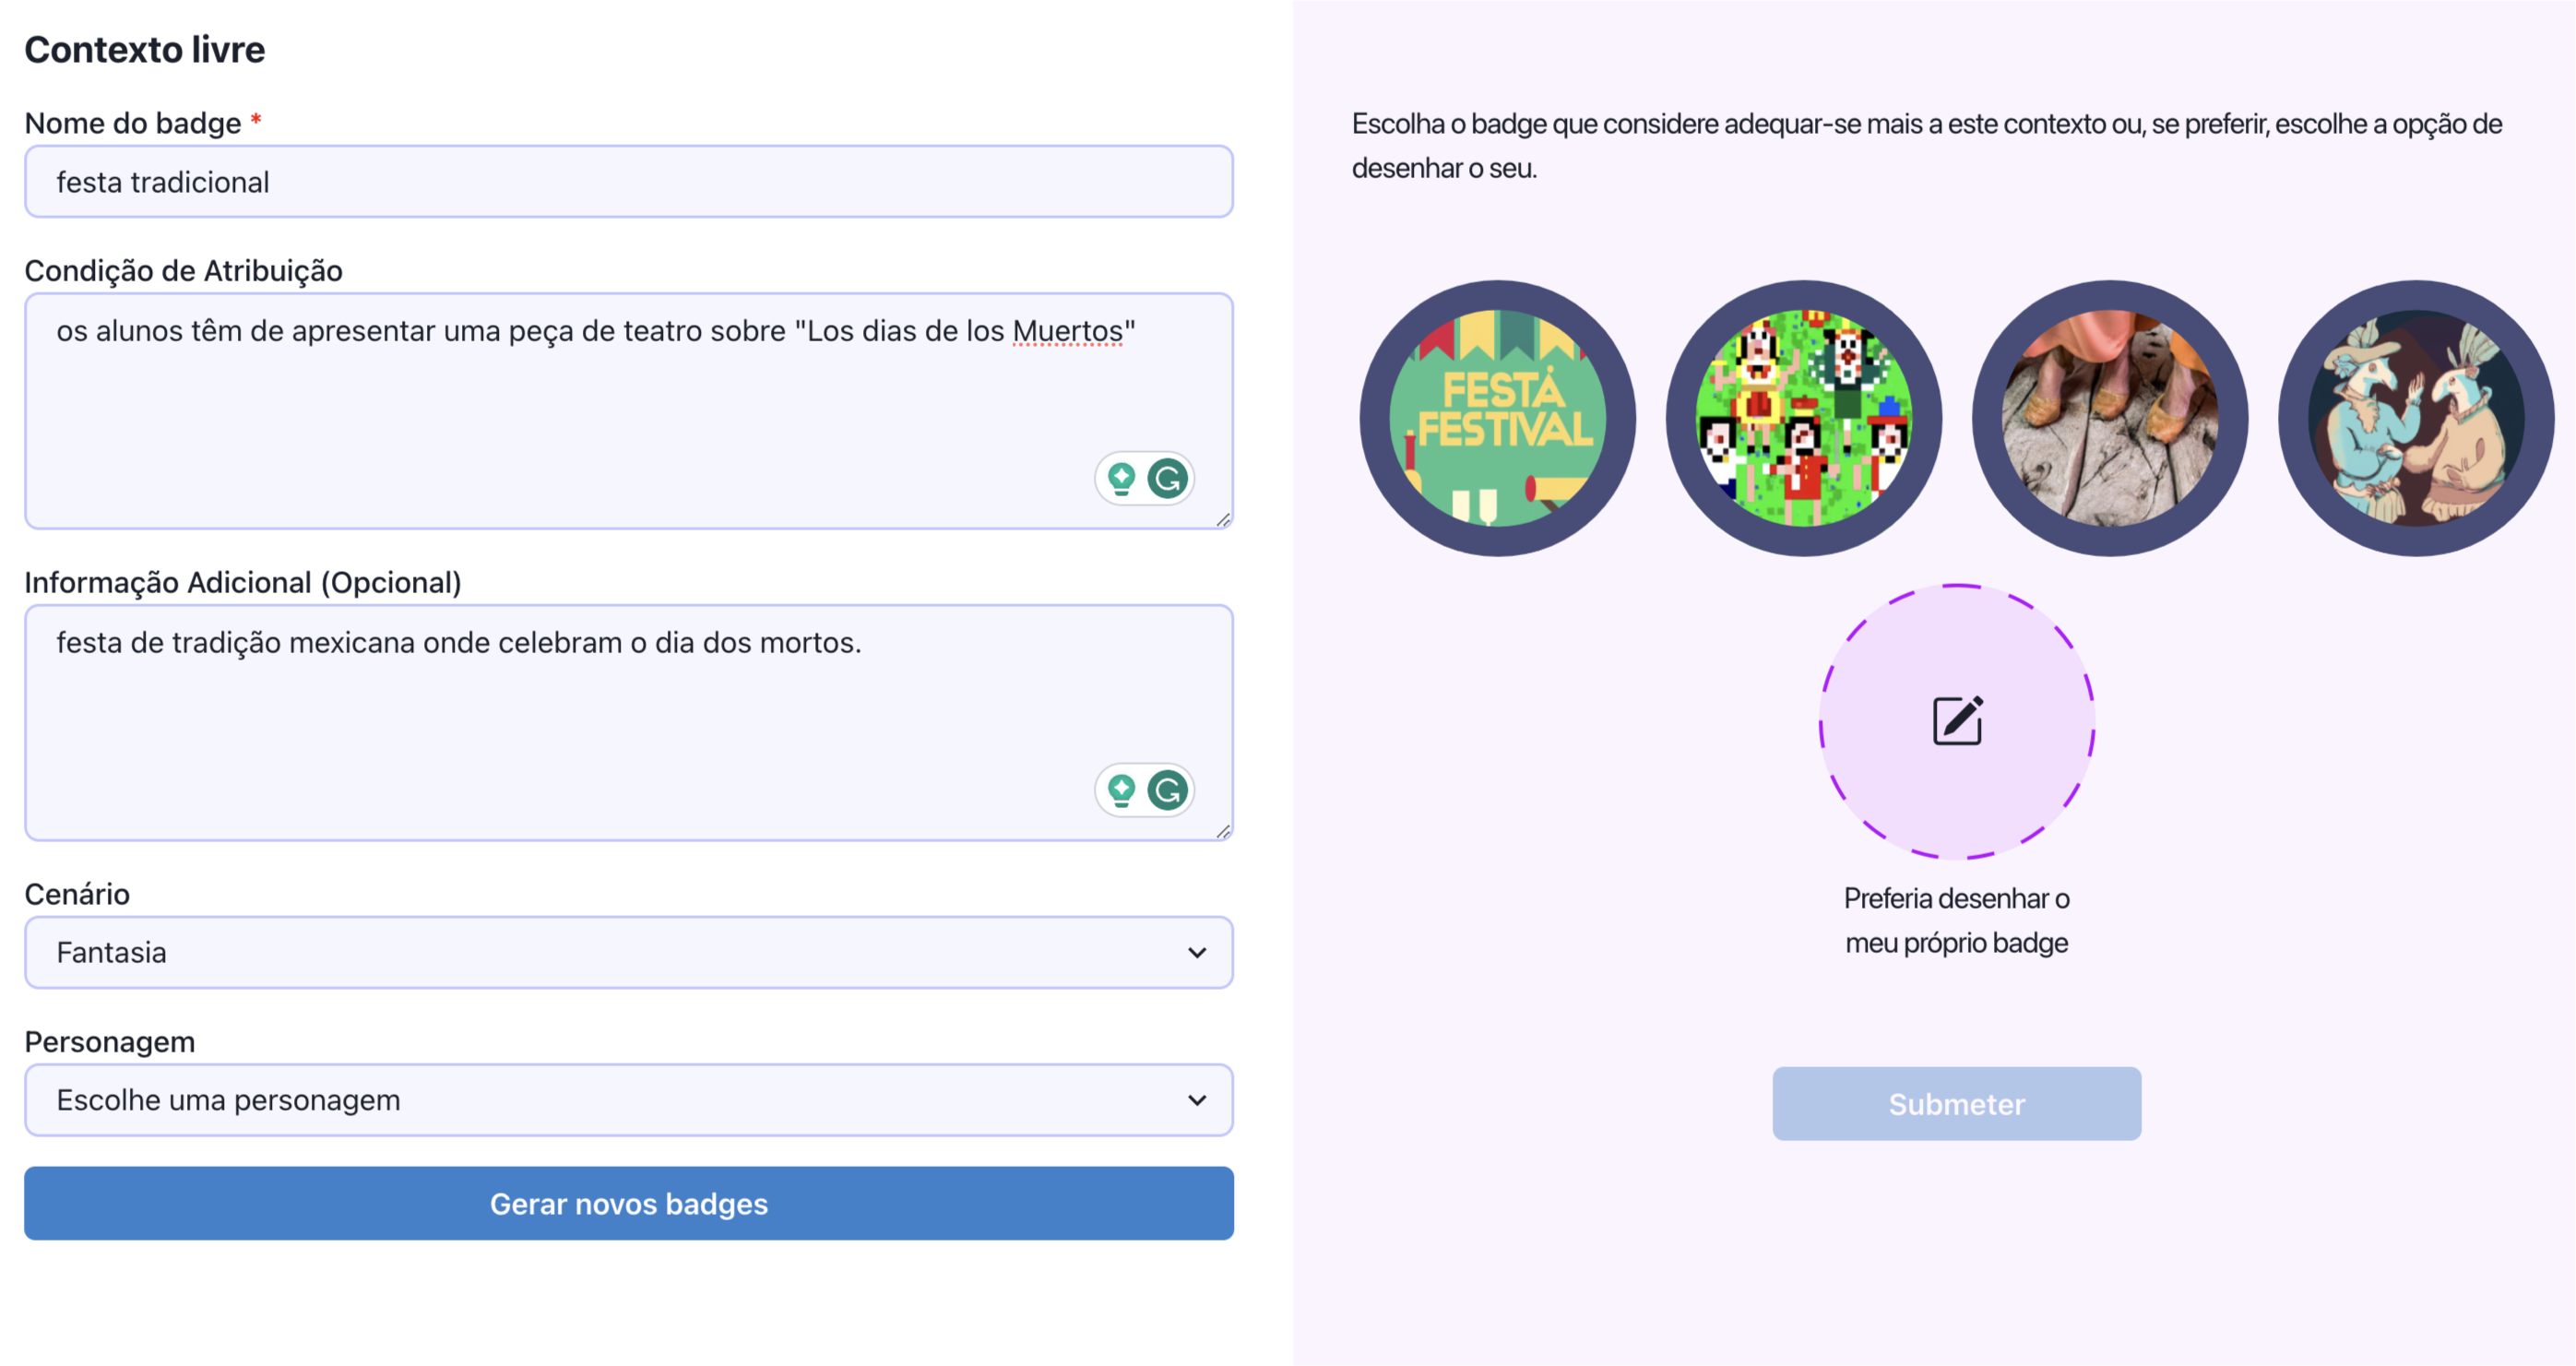 Contexto livre
Nome do badge *
festa tradicional
Condição de Atribuição
os alunos têm de apresentar uma peça de teatro sobre "Los dias de los Muertos"
Informação Adicional (Opcional)
festa de tradição mexicana onde celebram o dia dos mortos.
Cenário
Fantasia
Personagem
Escolhe uma personagem
Gerar novos badges
Escolha o badge que considere adequar-se mais a este contexto ou, se preferir, escolhe a opção de
desenhar o seu.
FESTȦ
FESTIVAL
Preferia desenhar o
meu próprio badge
Submeter